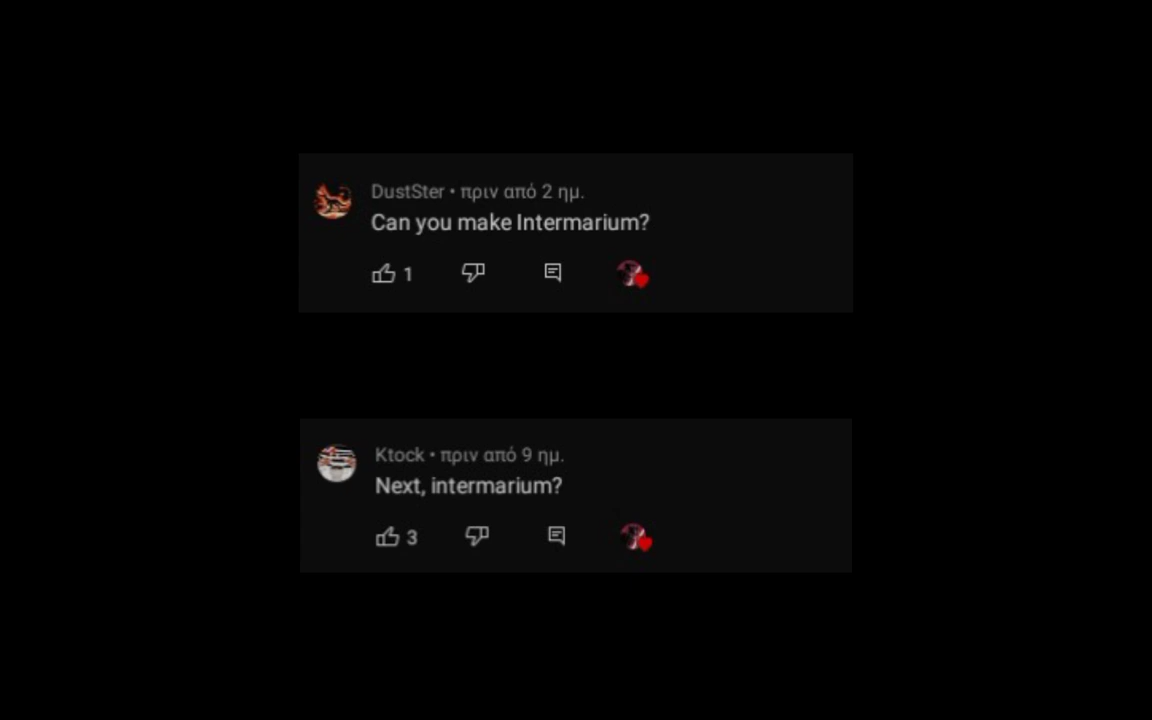 DustSter • πριν από 2 ημ.
Can you make Intermarium?
1
Ktock • πριν από 9 ημ.
Next, intermarium?
3